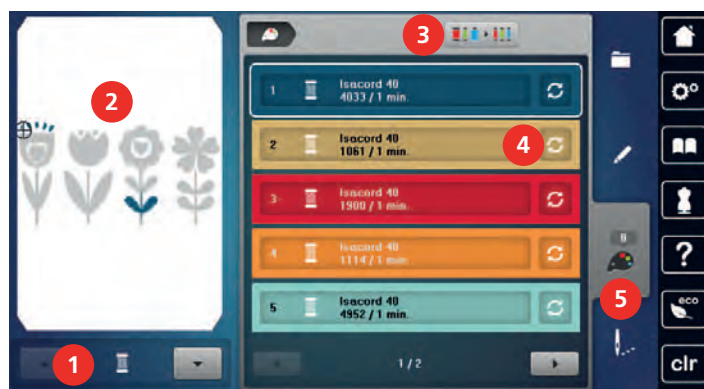 3
1
Isacord 40
4033 / 1 min.
2
2
Isacord 40
1061 / 1 min.
4
3
Isacord 40
1900 / 1 min.
4
Isacord 40
1114 / 1 min.
5
Isacord 40
4952 / 1 min.
5
1
1 / 2
?
eco
clr